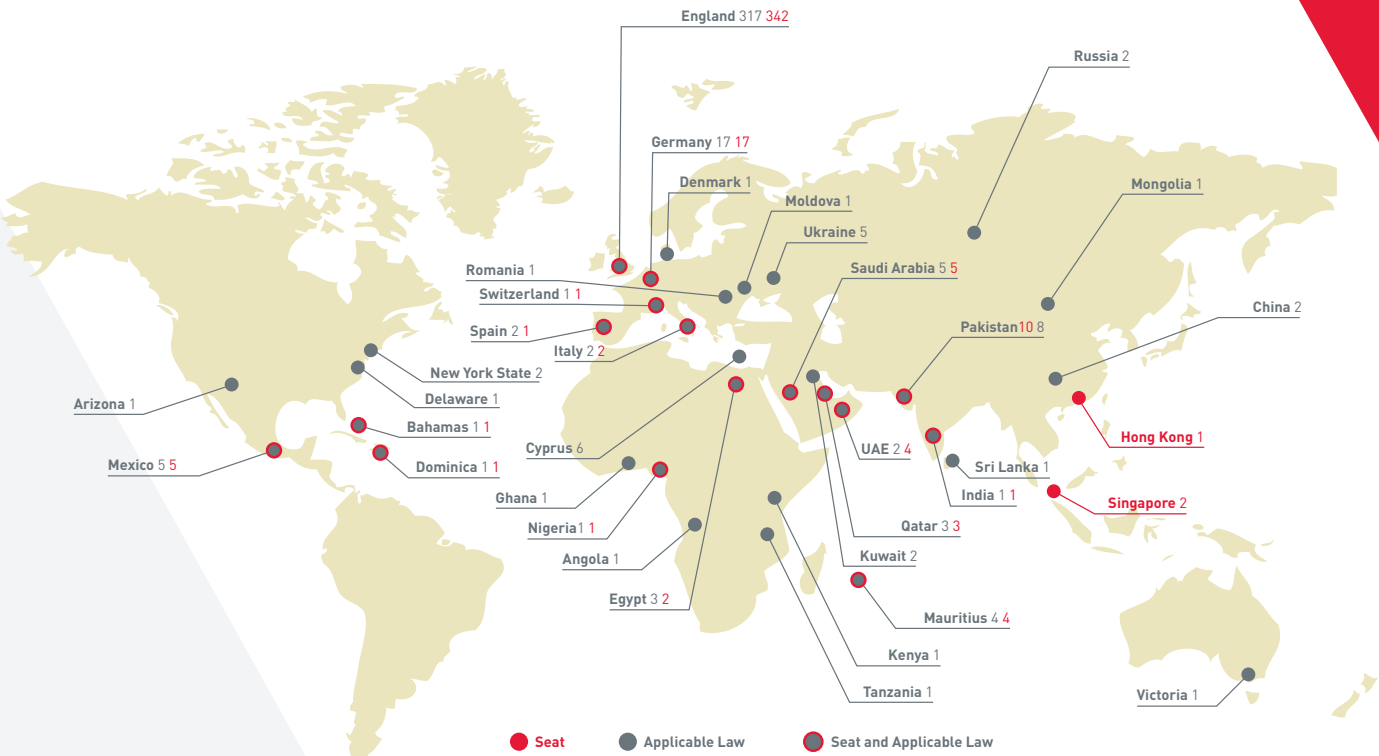 England 317 342
Russia 2
Germany 17 17
Denmark 1
Mongolia 1
Moldova 1
Ukraine 5
Romania 1
Saudi Arabia 5 5
Switzerland 1 1
China 2
Spain 2 1
Pakistan10 8
Italy 2 2
New York State 2
Delaware 1
Arizona 1
Bahamas 1 1
Hong Kong 1
Cyprus 6
UAE 2 4
Mexico 5 5
Dominica 1 1
Sri Lanka 1
Ghana 1
India 1 1
Singapore 2
Nigeria1 1
Qatar 3 3
Angola 1
Kuwait 2
Egypt 3 2
Mauritius 4 4
Kenya 1
Tanzania 1
Victoria 1
Seat
Applicable Law
Seat and Applicable Law